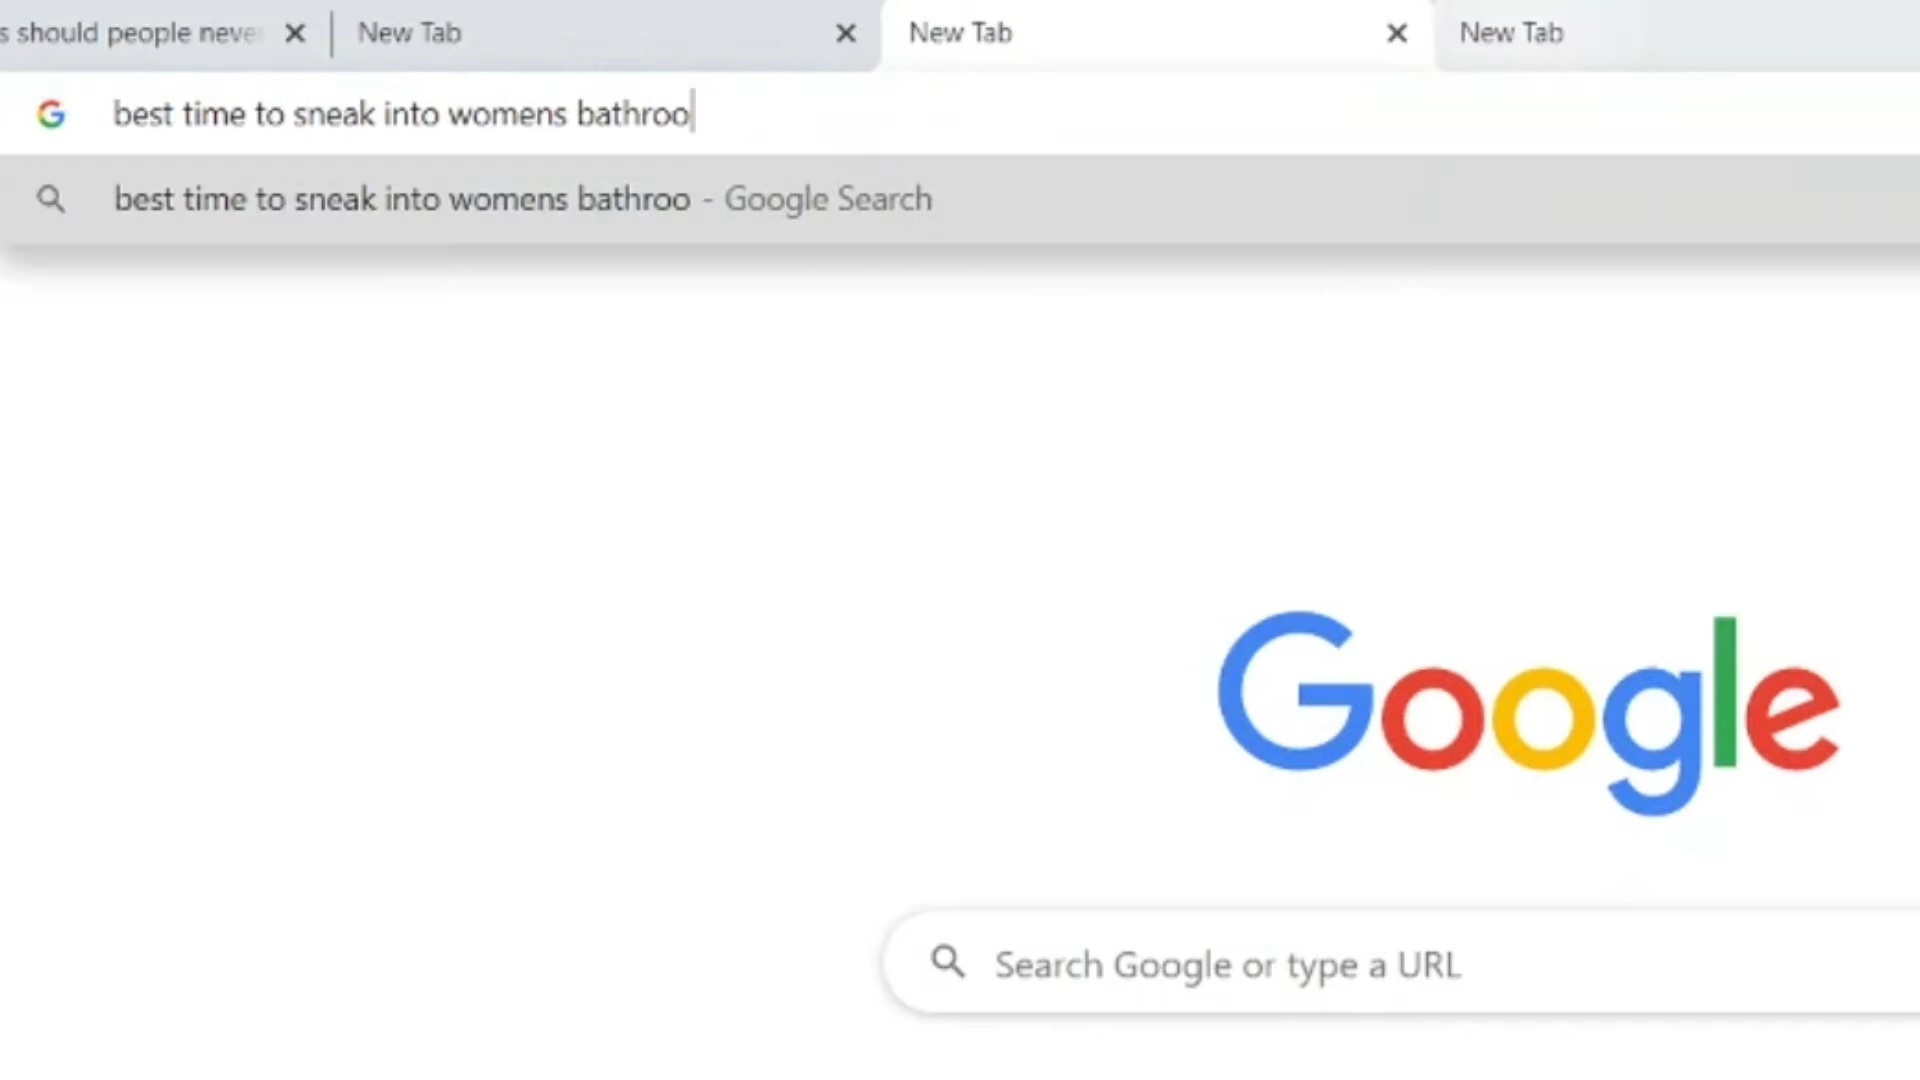 s should people neve
New Tab
New Tab
New Tab
best time to sneak into womens bathroo
best time to sneak into womens bathroo - Google Search
Google
Search Google or type a URL